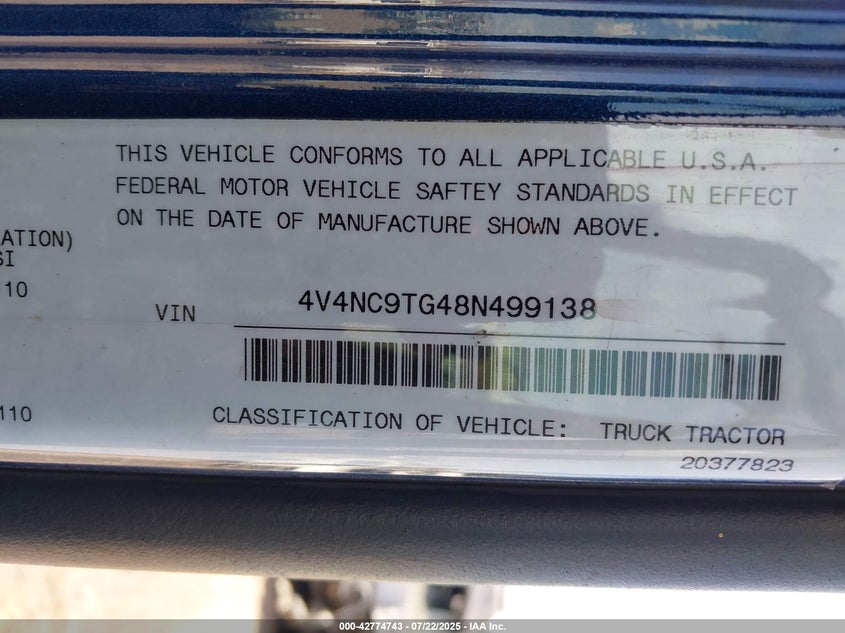 THIS VEHICLE CONFORMS TO ALL APPLICABLE U.S.A.
FEDERAL MOTOR VEHICLE SAFTEY STANDARDS IN EFFECT
ON THE DATE OF MANUFACTURE SHOWN ABOVE.
ATION)
SI
110
VIN 4V4NC9TG48N499138
110
CLASSIFICATION OF VEHICLE: TRUCK TRACTOR
20377823
000-42774743 - 07/22/2025 - IAA Inc.